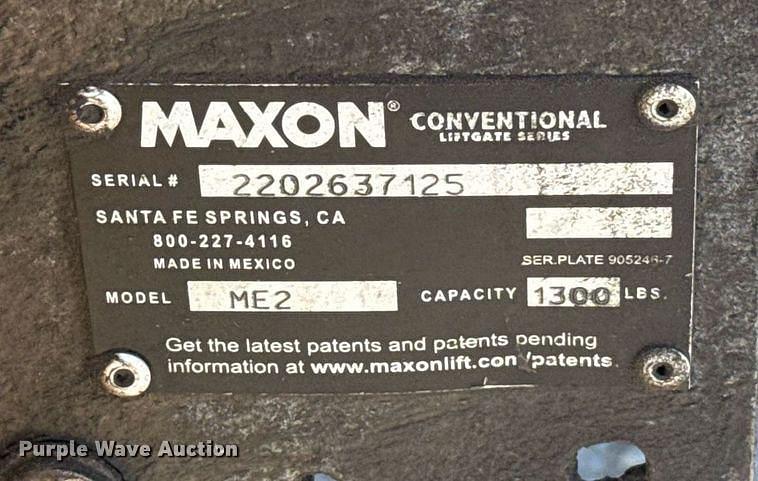 MAXON® CONVENTIONAL
LIFTGATE SERIES
SERIAL # 2202637125
SANTA FE SPRINGS, CA
800-227-4116
MADE IN MEXICO
SER.PLATE 905246-7
MODEL ME2 CAPACITY 1300 LBS.
Get the latest patents and patents pending
information at www.maxonlift.com/patents.
Purple Wave Auction